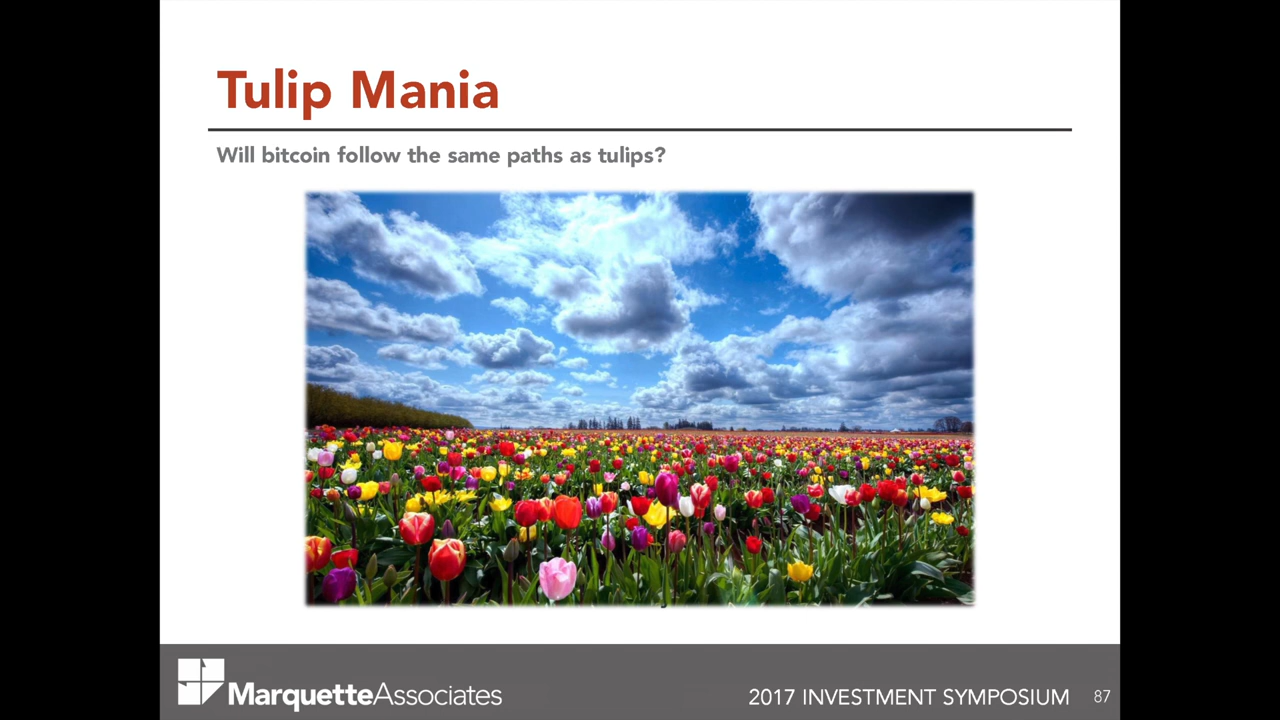 Tulip Mania
Will bitcoin follow the same paths as tulips?
MarquetteAssociates
2017 INVESTMENT SYMPOSIUM 87